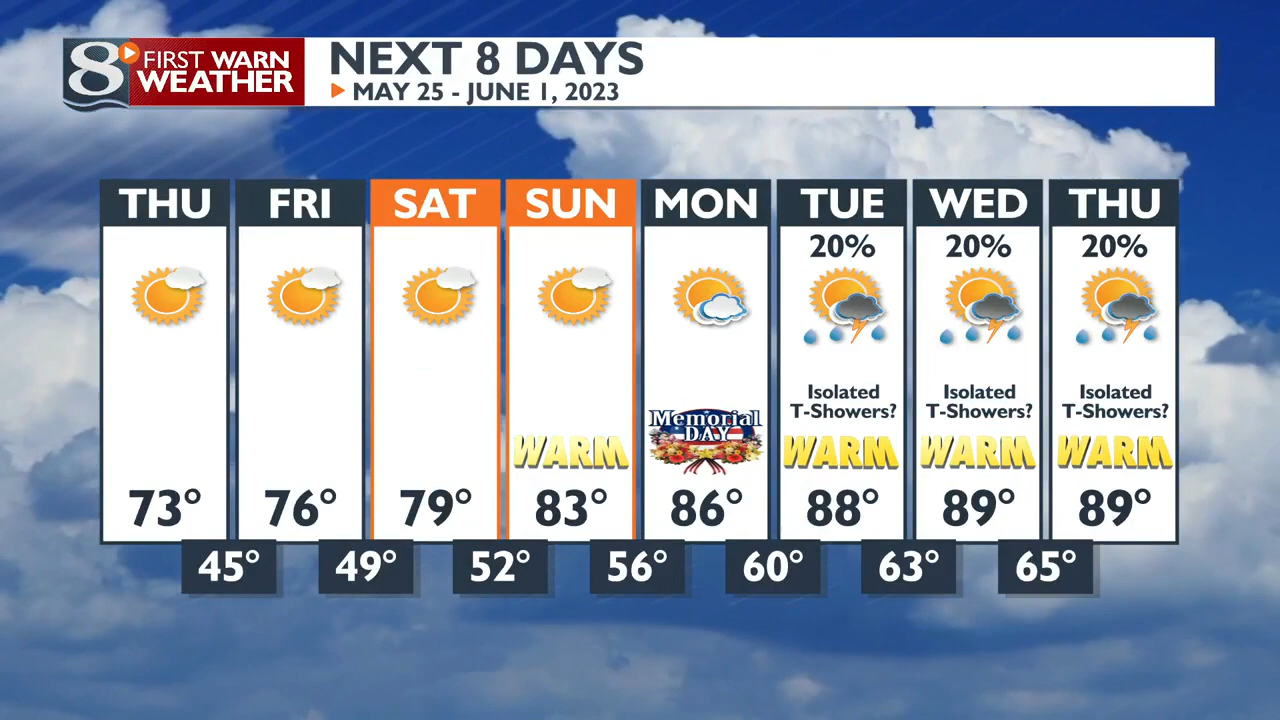 8
FIRST WARN
WEATHER
NEXT 8 DAYS
MAY 25 - JUNE 1, 2023
THU
FRI
SAT
SUN
MON
TUE
WED
THU
20%
20%
20%
Isolated
T-Showers?
Isolated
T-Showers?
Isolated
T-Showers?
Memorial
DAY
WARM
WARM
WARM
WARM
73°
76°
79°
83°
86°
88°
89°
89°
45°
49°
52°
56°
60°
63°
65°